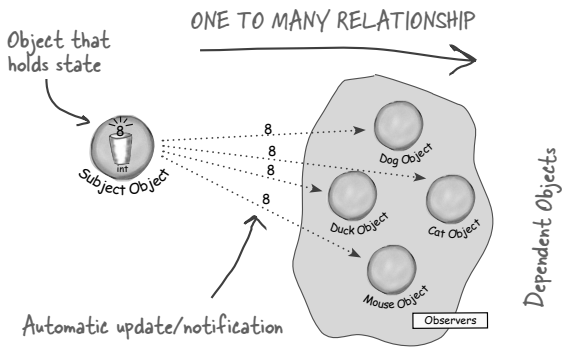 ONE TO MANY RELATIONSHIP
Object that
holds state
8
int
Subject Object
8
8
8
8
Dog Object
Duck Object
Cat Object
Mouse Object
Observers
Dependent Objects
Automatic update/notification